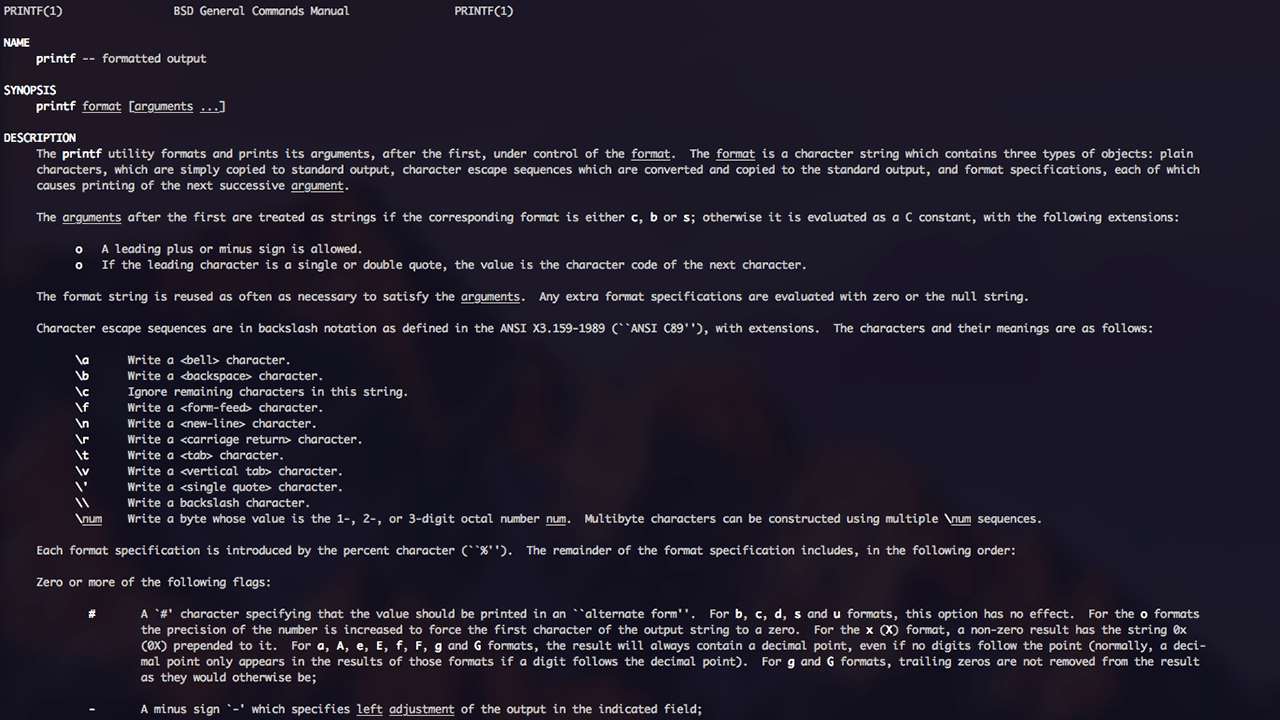 PRINTF(1) BSD General Commands Manual PRINTF(1)
NAME
printf -- formatted output
SYNOPSIS
printf format [arguments ...]
DESCRIPTION
The printf utility formats and prints its arguments, after the first, under control of the format. The format is a character string which contains three types of objects: plain
characters, which are simply copied to standard output, character escape sequences which are converted and copied to the standard output, and format specifications, each of which
causes printing of the next successive argument.
The arguments after the first are treated as strings if the corresponding format is either c, b or s; otherwise it is evaluated as a C constant, with the following extensions:
o A leading plus or minus sign is allowed.
o If the leading character is a single or double quote, the value is the character code of the next character.
The format string is reused as often as necessary to satisfy the arguments. Any extra format specifications are evaluated with zero or the null string.
Character escape sequences are in backslash notation as defined in the ANSI X3.159-1989 (``ANSI C89''), with extensions. The characters and their meanings are as follows:
\a Write a <bell> character.
\b Write a <backspace> character.
\c Ignore remaining characters in this string.
\f Write a <form-feed> character.
\n Write a <new-line> character.
\r Write a <carriage return> character.
\t Write a <tab> character.
\v Write a <vertical tab> character.
\' Write a <single quote> character.
\\ Write a backslash character.
\num Write a byte whose value is the 1-, 2-, or 3-digit octal number num. Multibyte characters can be constructed using multiple \num sequences.
Each format specification is introduced by the percent character (``%''). The remainder of the format specification includes, in the following order:
Zero or more of the following flags:
# A `#' character specifying that the value should be printed in an ``alternate form''. For b, c, d, s and u formats, this option has no effect. For the o formats
the precision of the number is increased to force the first character of the output string to a zero. For the x (X) format, a non-zero result has the string 0x
(0X) prepended to it. For a, A, e, E, f, F, g and G formats, the result will always contain a decimal point, even if no digits follow the point (normally, a deci-
mal point only appears in the results of those formats if a digit follows the decimal point). For g and G formats, trailing zeros are not removed from the result
as they would otherwise be;
- A minus sign `-' which specifies left adjustment of the output in the indicated field;